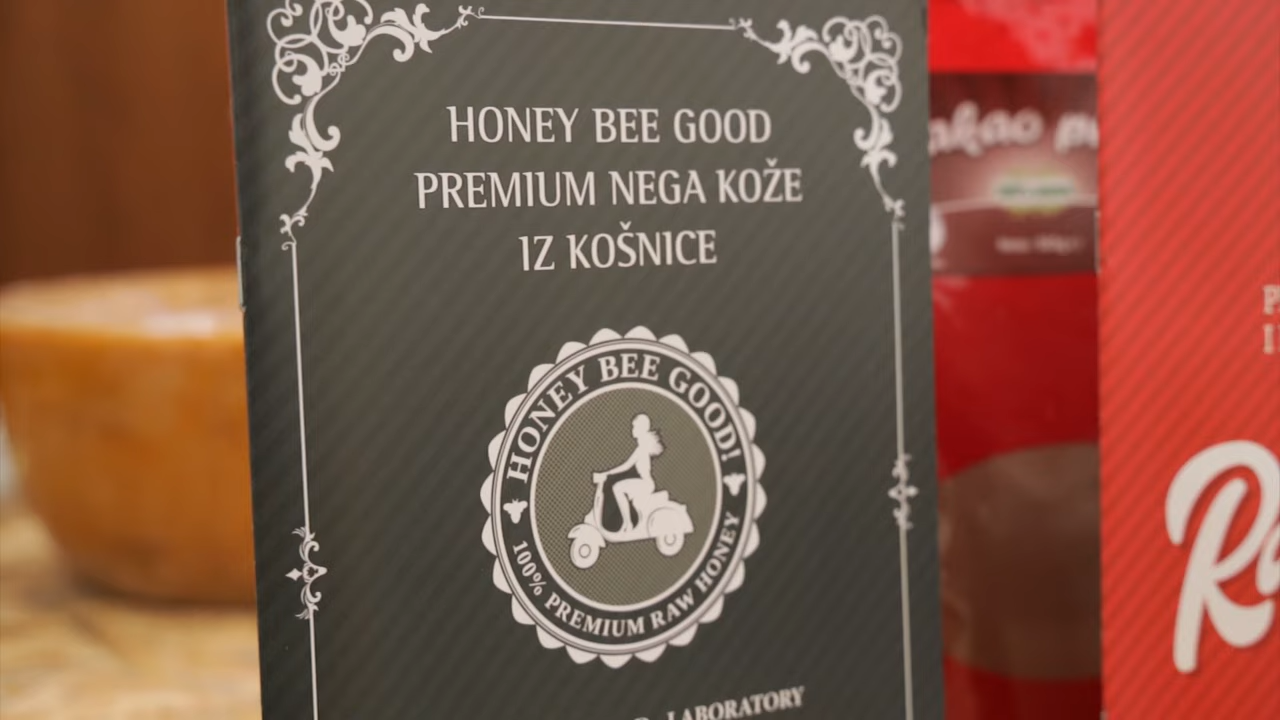 HONEY BEE GOOD
PREMIUM NEGA KOŽE
IZ KOŠNICE
HONEY BEE GOOD!
100% PREMIUM RAW HONEY
LABORATORY